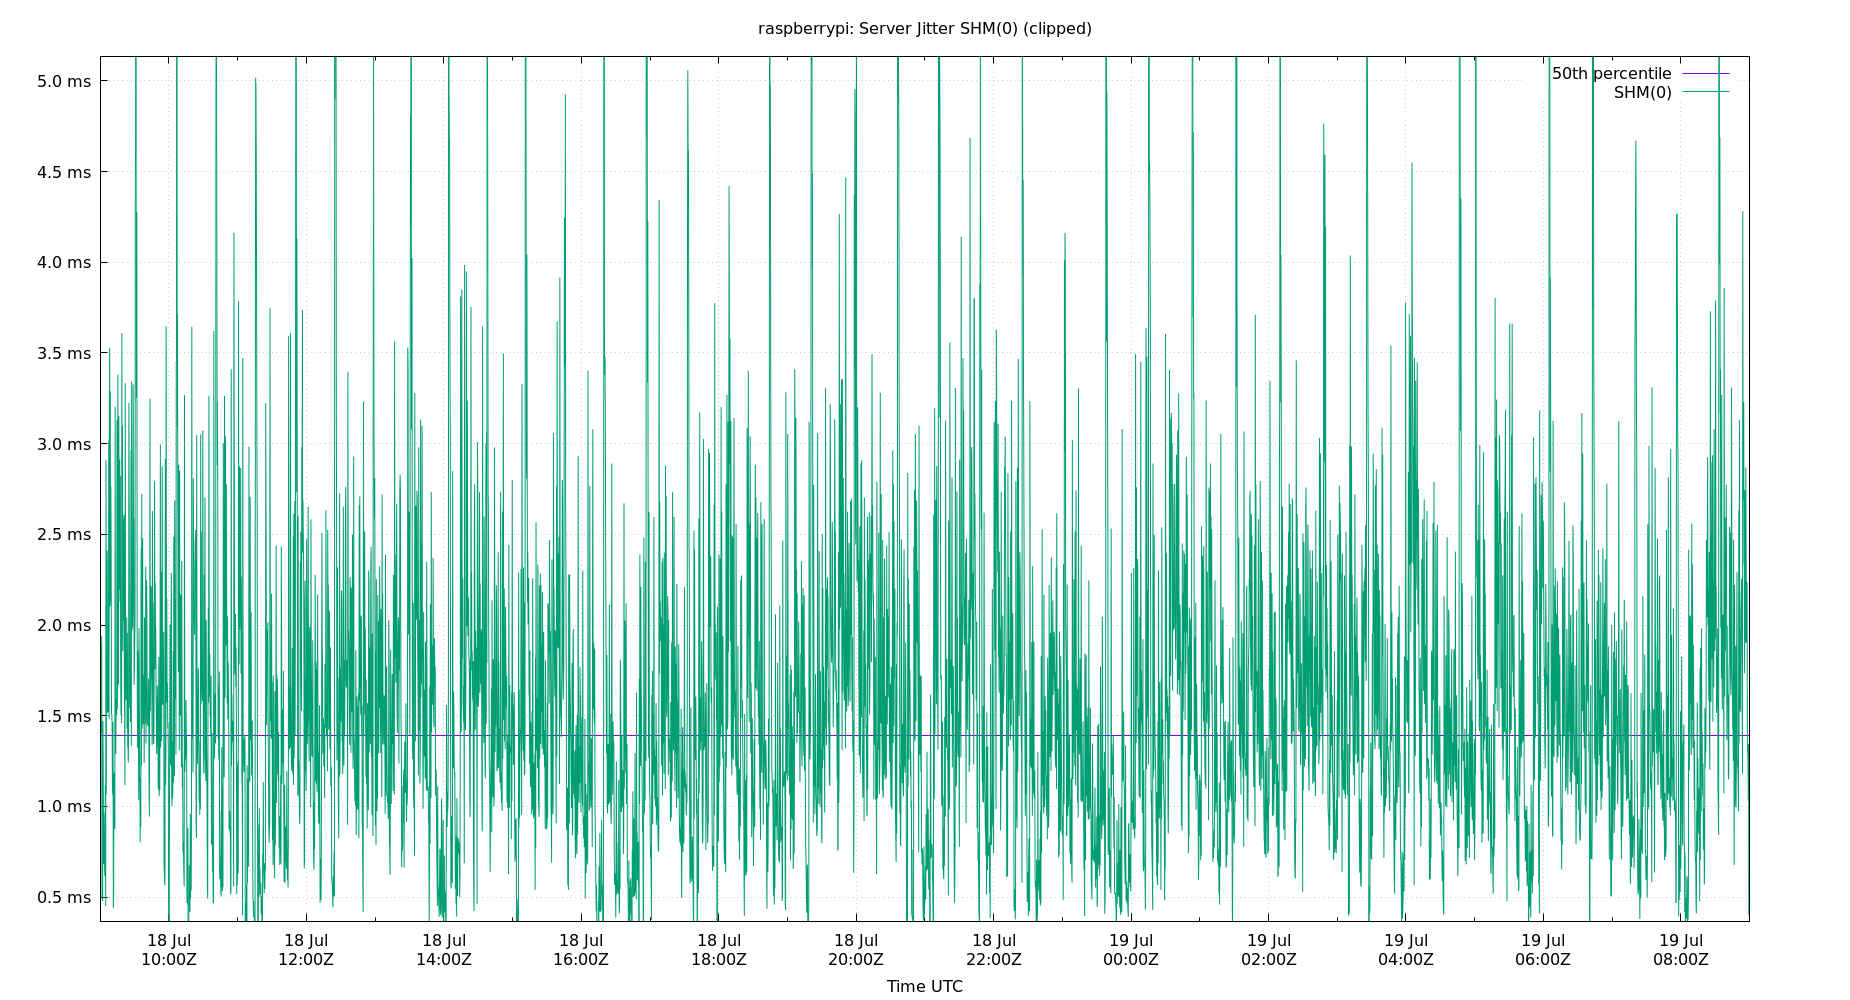 raspberrypi: Server Jitter SHM(0) (clipped)
50th percentile
SHM(0)
5.0 ms
4.5 ms
4.0 ms
3.5 ms
3.0 ms
2.5 ms
2.0 ms
1.5 ms
1.0 ms
0.5 ms
18 Jul 18 Jul 18 Jul 18 Jul 18 Jul 18 Jul 18 Jul 19 Jul 19 Jul 19 Jul 19 Jul 19 Jul
10:00Z 12:00Z 14:00Z 16:00Z 18:00Z 20:00Z 22:00Z 00:00Z 02:00Z 04:00Z 06:00Z 08:00Z
Time UTC